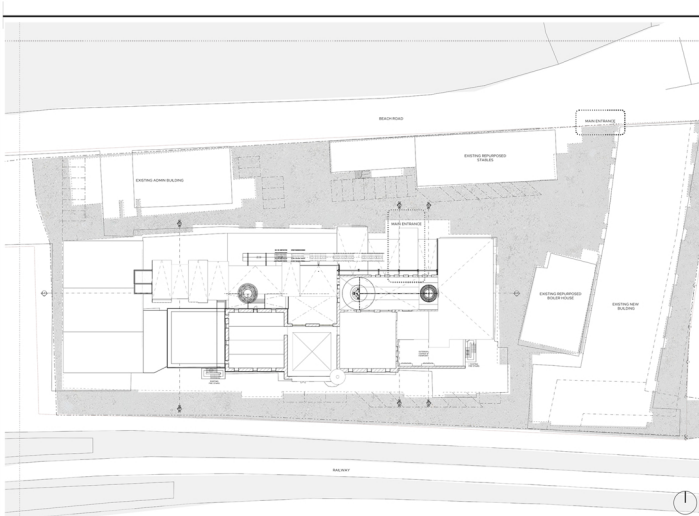 BEACH ROAD
MAIN ENTRANCE
EXISTING REPURPOSED
STABLES
EXISTING ADMIN BUILDING
MAIN ENTRANCE
EXISTING REPURPOSED
BOILER HOUSE
EXISTING NEW
BUILDING
RAILWAY